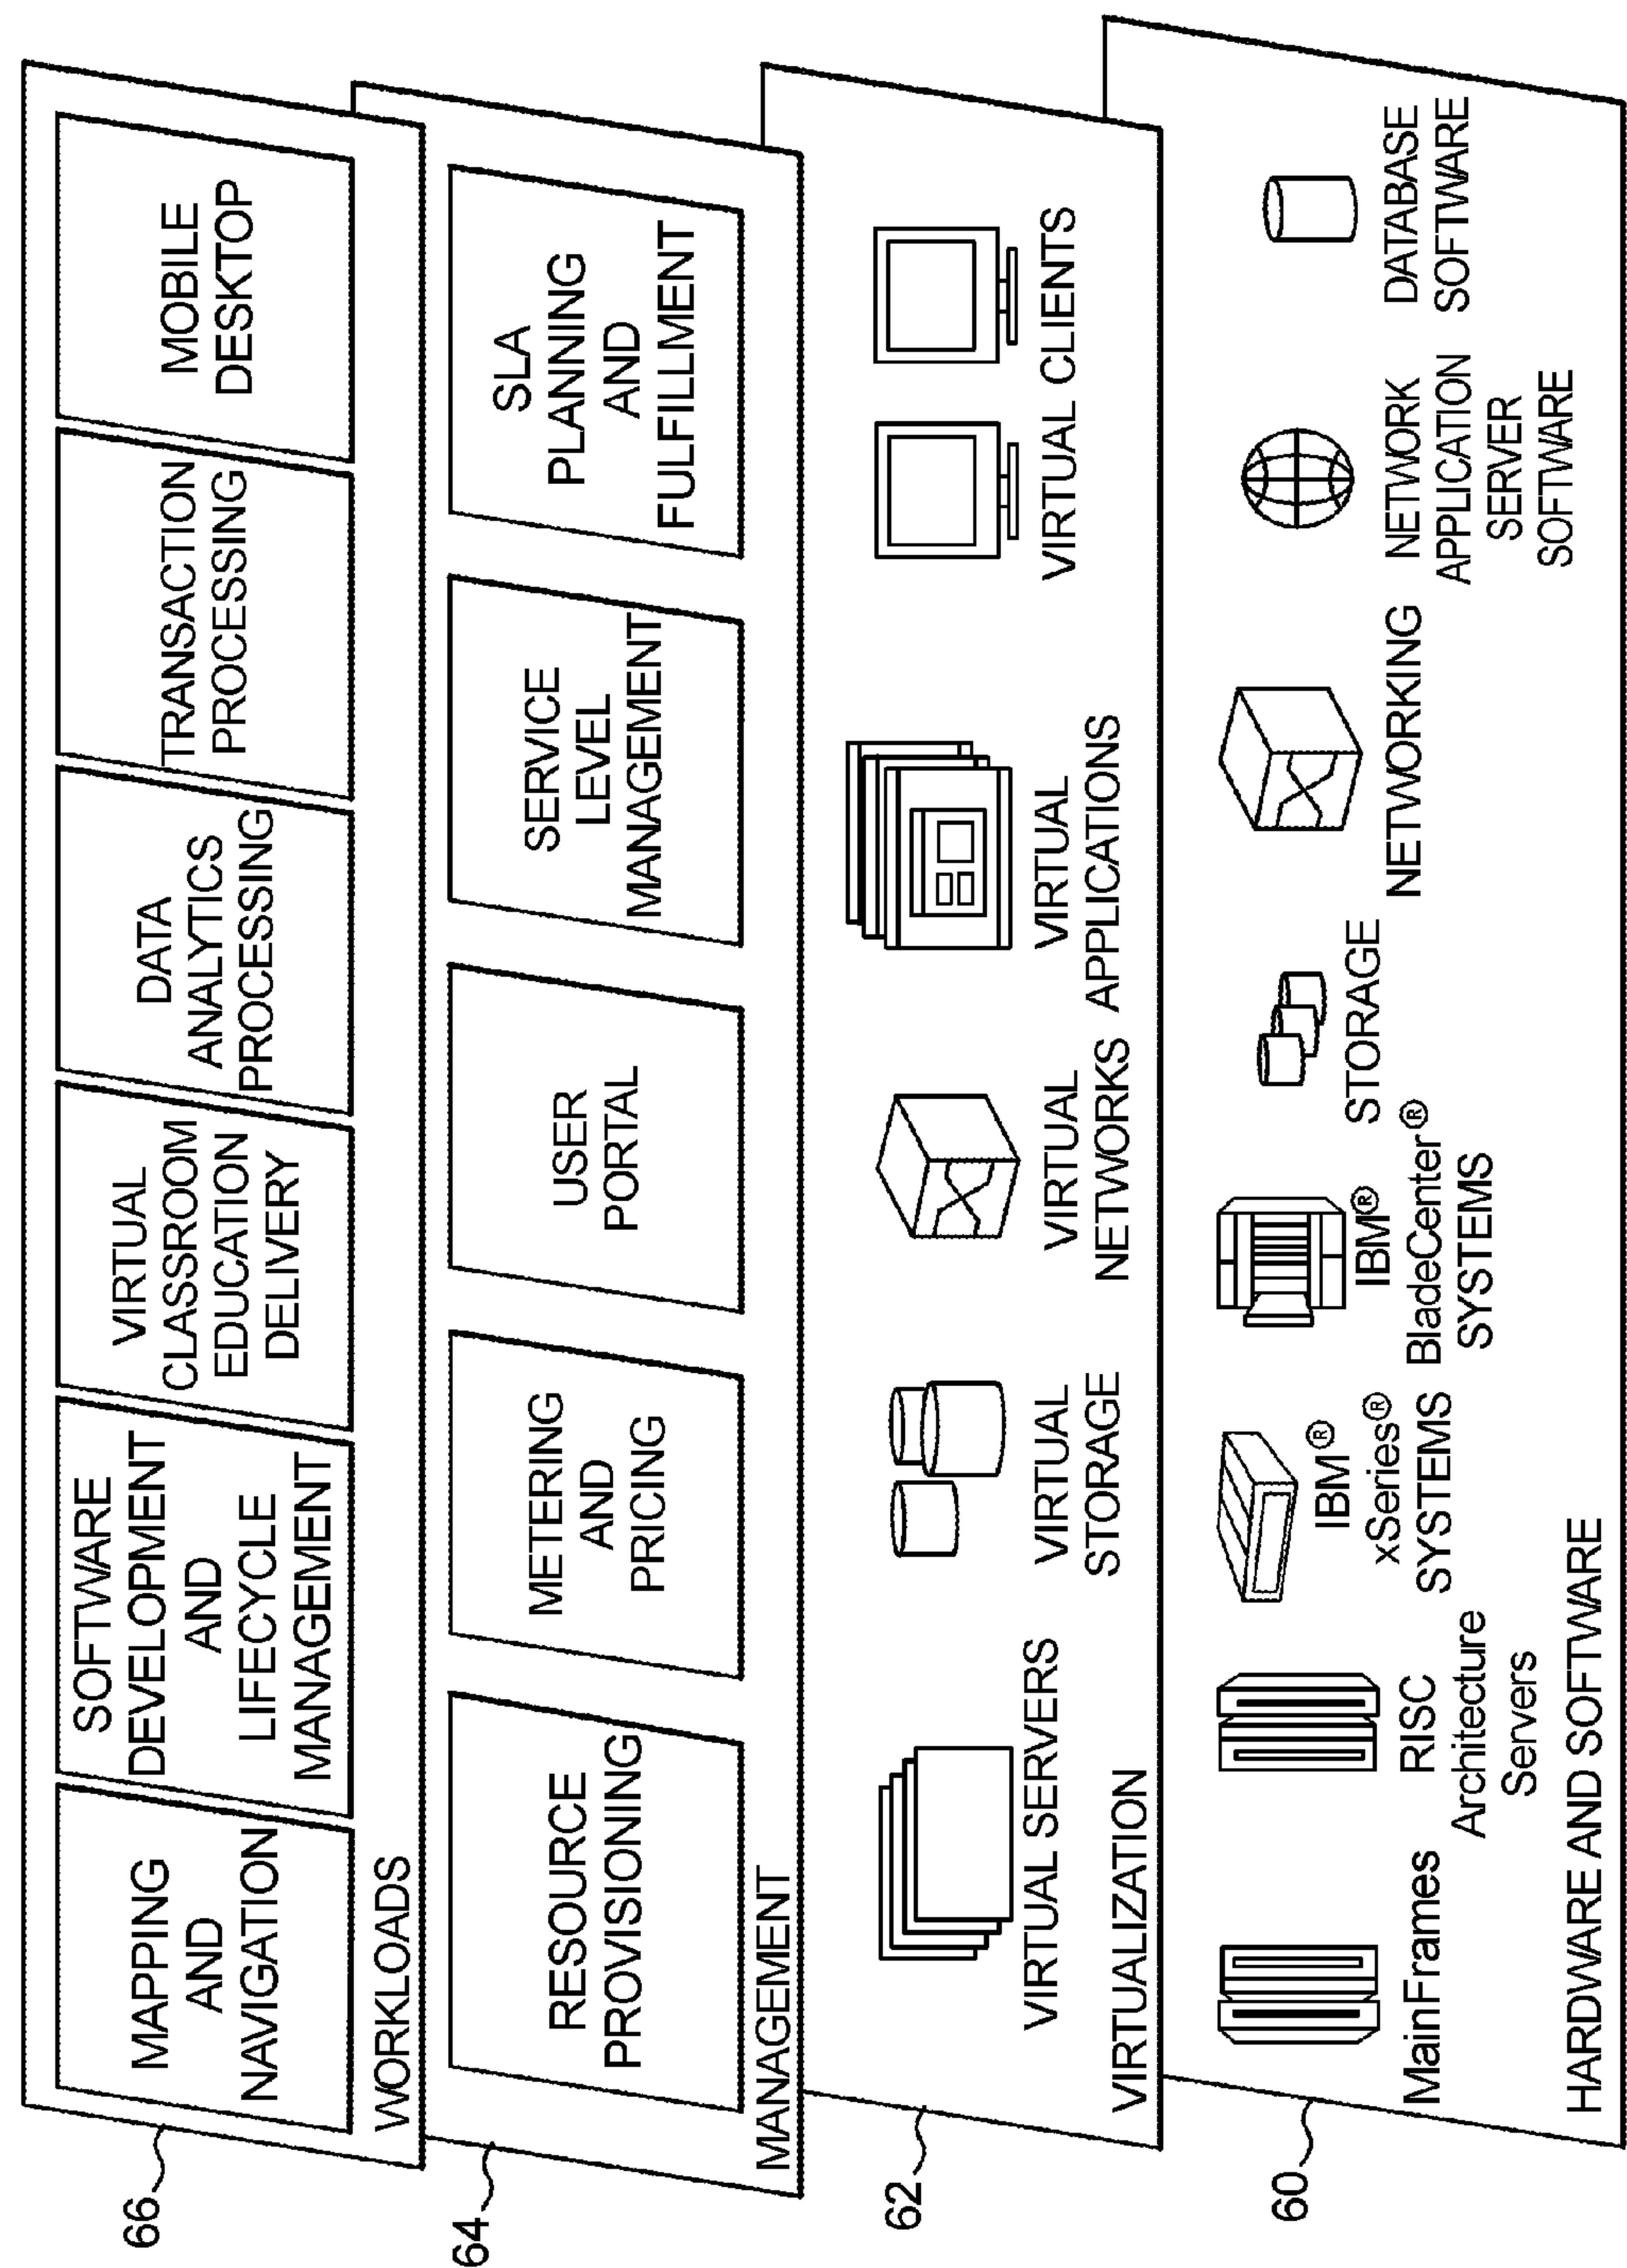 66
MAPPING
AND
NAVIGATION
SOFTWARE
DEVELOPMENT
AND
LIFECYCLE
MANAGEMENT
VIRTUAL
CLASSROOM
EDUCATION
DELIVERY
DATA
ANALYTICS
PROCESSING
TRANSACTION
PROCESSING
MOBILE
DESKTOP
WORKLOADS
64
RESOURCE
PROVISIONING
METERING
AND
PRICING
USER
PORTAL
SERVICE
LEVEL
MANAGEMENT
SLA
PLANNING
AND
FULFILLMENT
MANAGEMENT
62
VIRTUAL SERVERS
VIRTUAL
STORAGE
VIRTUAL
NETWORKS
VIRTUAL
APPLICATIONS
VIRTUAL CLIENTS
VIRTUALIZATION
60
MainFrames
RISC
Architecture
Servers
IBM®
xSeries®
SYSTEMS
IBM®
BladeCenter®
SYSTEMS
STORAGE
NETWORKING
NETWORK
APPLICATION
SERVER
SOFTWARE
DATABASE
SOFTWARE
HARDWARE AND SOFTWARE